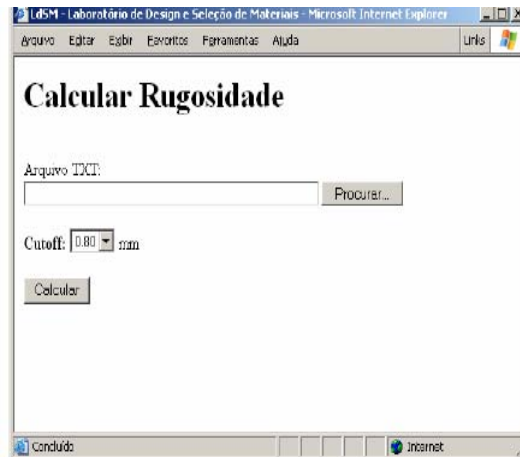 LdSM - Laboratório de Design e Seleção de Materiais - Microsoft Internet Explorer
Arquivo Editar Exibir Favoritos Ferramentas Ajuda Links
Calcular Rugosidade
Arquivo TXT:
Procurar...
Cutoff: 0.80 mm
Calcular
Concluído Internet